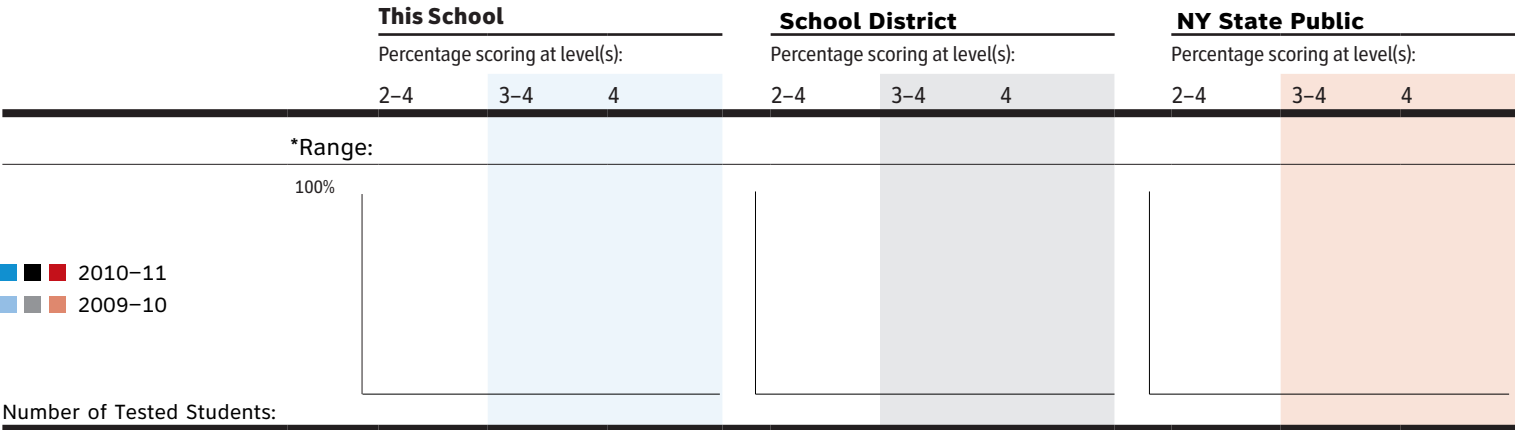 This School School District NY State Public
Percentage scoring at level(s): Percentage scoring at level(s): Percentage scoring at level(s):
2–4 3–4 4 2–4 3–4 4 2–4 3–4 4
*Range:
100%
2010–11
2009–10
Number of Tested Students: